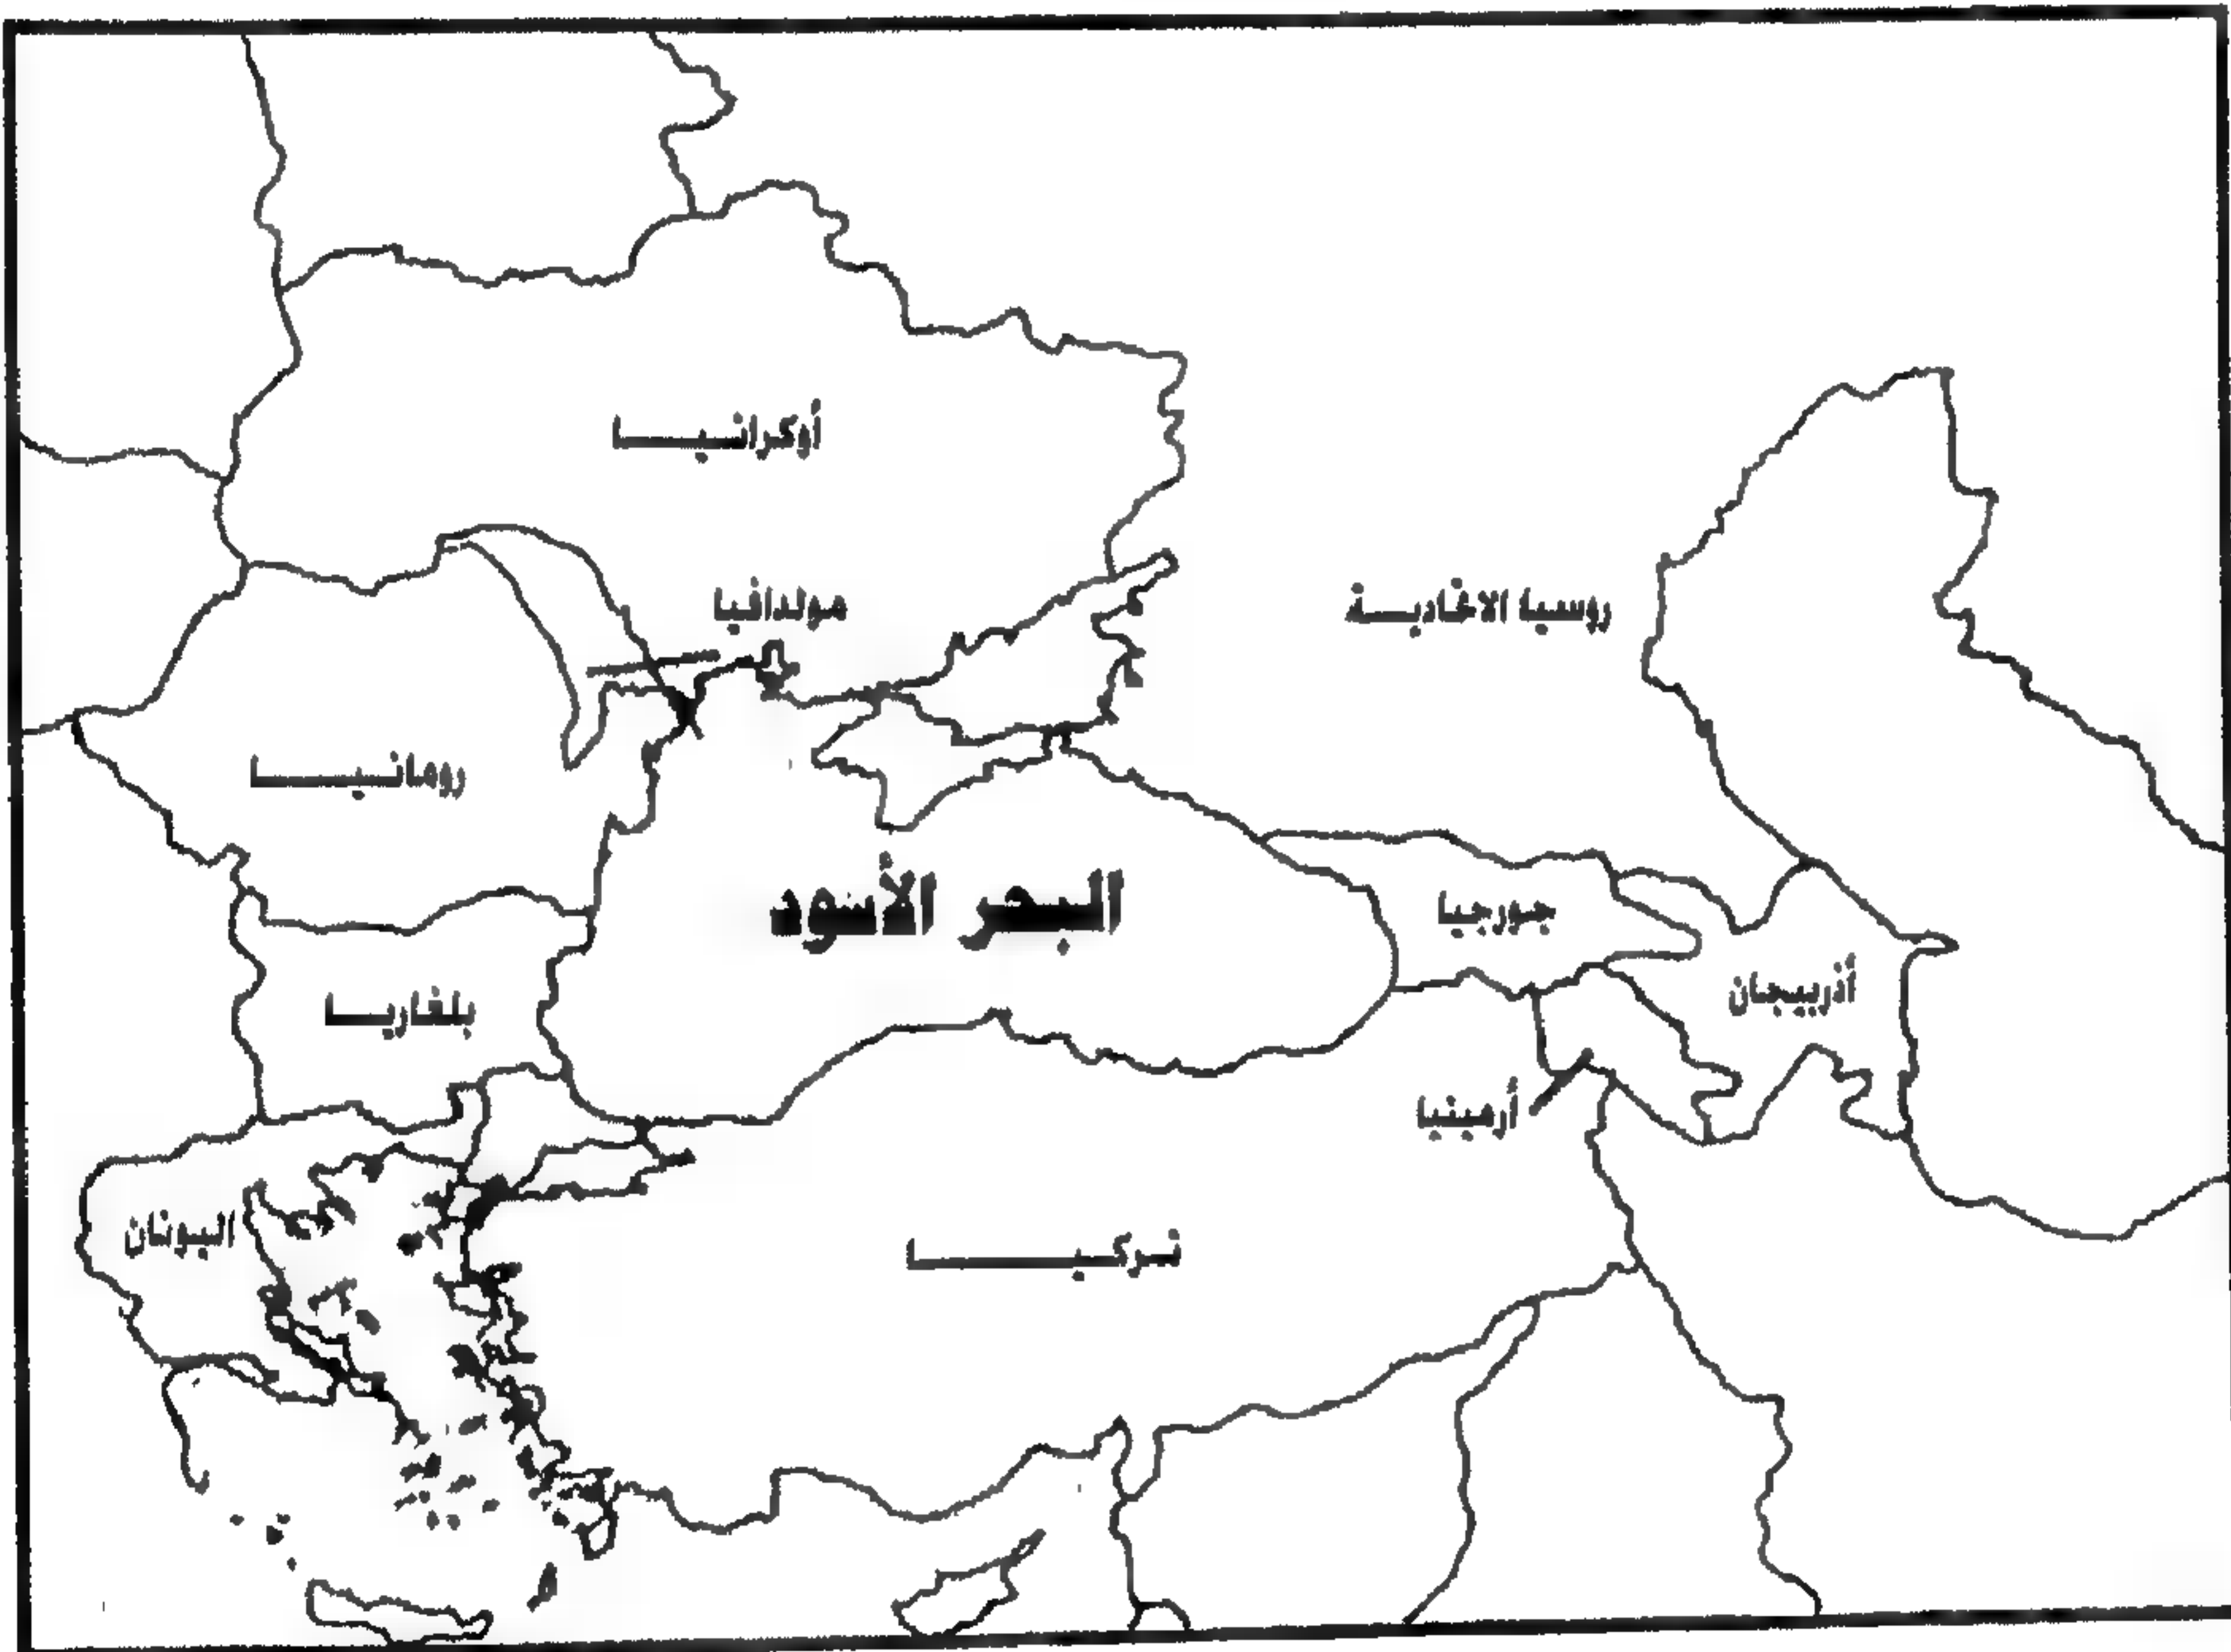 أوكرانيا
مولدافيا
روسيا الاتحادية
رومانيا
البحر الأسود
جورجيا
أذربيجان
بلغاريا
أرمينيا
اليونان
تركيا